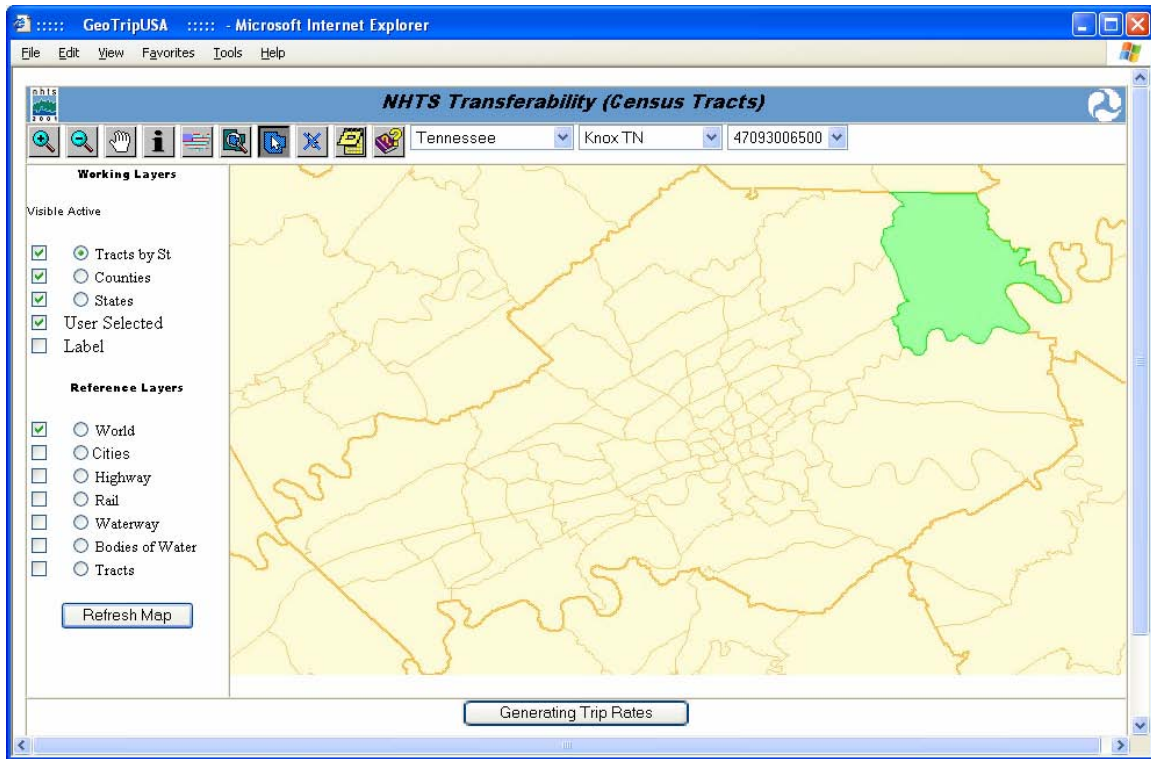 ::::: GeoTripUSA ::::: - Microsoft Internet Explorer
File Edit View Favorites Tools Help
nhts
2001
NHTS Transferability (Census Tracts)
Tennessee Knox TN 47093006500
Working Layers
Visible Active
Tracts by St
Counties
States
User Selected
Label
Reference Layers
World
Cities
Highway
Rail
Waterway
Bodies of Water
Tracts
Refresh Map
Generating Trip Rates